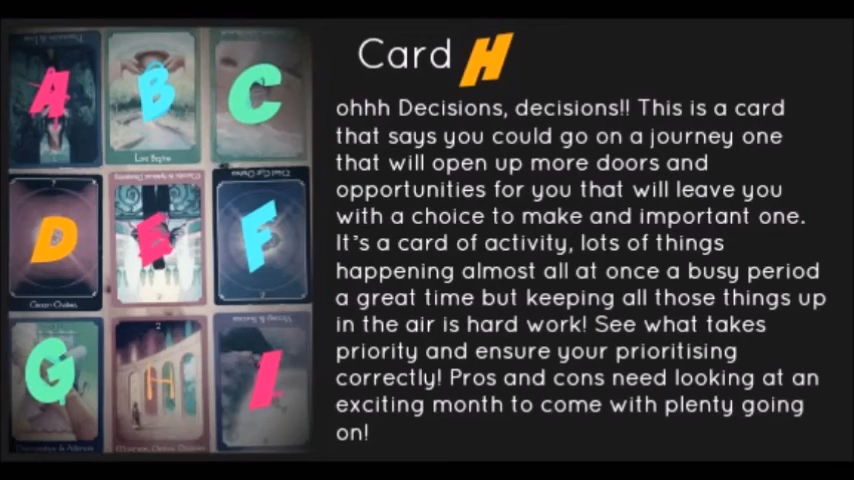 Card H
ohhh Decisions, decisions!! This is a card
that says you could go on a journey one
that will open up more doors and
opportunities for you that will leave you
with a choice to make and important one.
It's a card of activity, lots of things
happening almost all at once a busy period
a great time but keeping all those things up
in the air is hard work! See what takes
priority and ensure your prioritising
correctly! Pros and cons need looking at an
exciting month to come with plenty going
on!
A B C
D E F
G H I
2